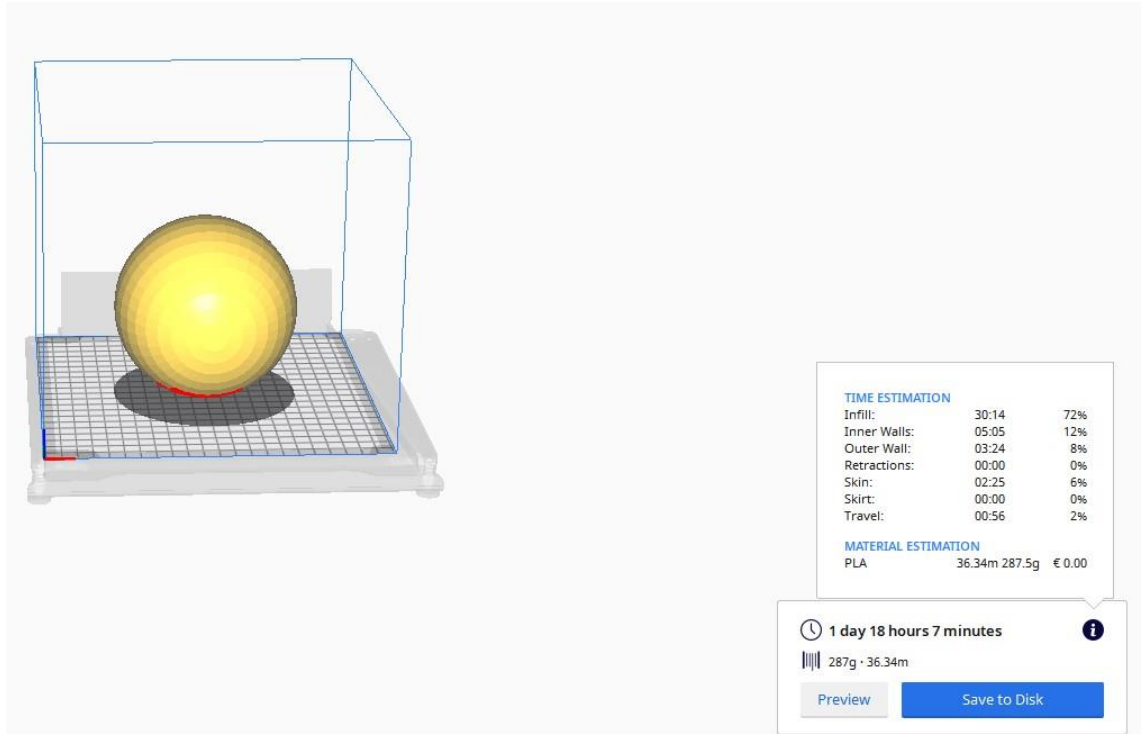 TIME ESTIMATION
Infill: 30:14 72%
Inner Walls: 05:05 12%
Outer Wall: 03:24 8%
Retractions: 00:00 0%
Skin: 02:25 6%
Skirt: 00:00 0%
Travel: 00:56 2%
MATERIAL ESTIMATION
PLA 36.34m 287.5g € 0.00
1 day 18 hours 7 minutes
287g · 36.34m
Preview Save to Disk